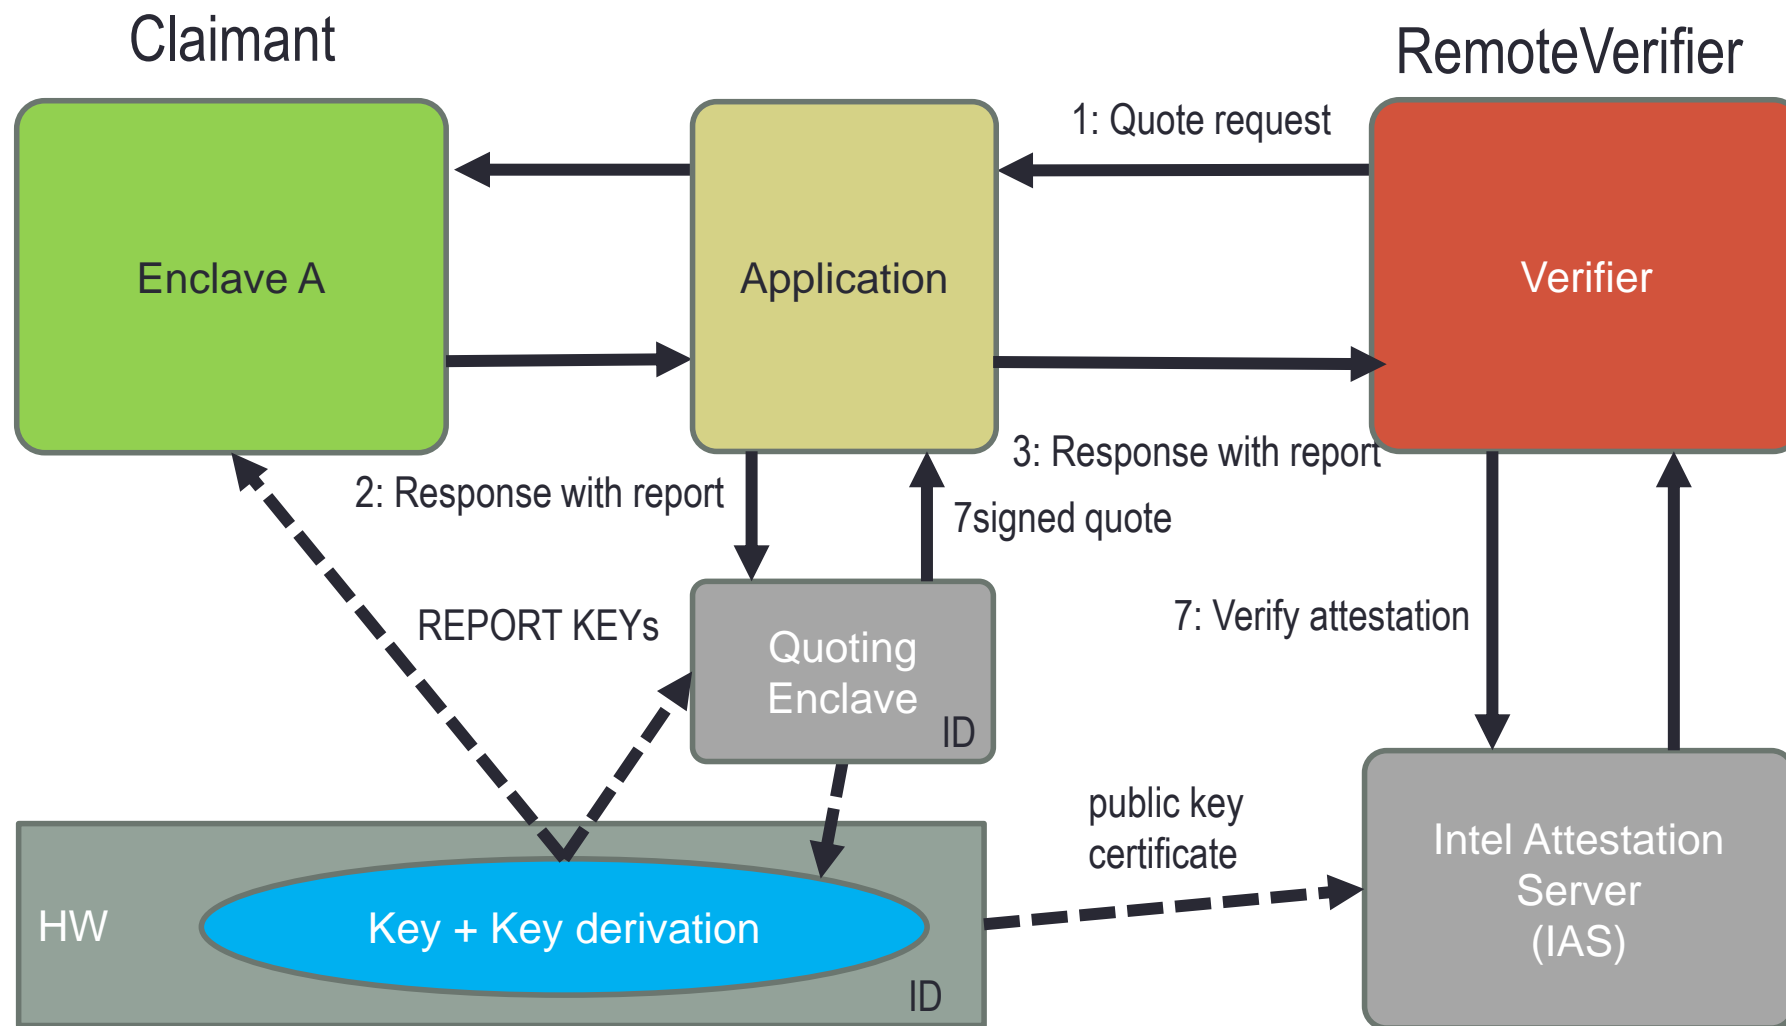 Claimant
RemoteVerifier
1: Quote request
Enclave A
Application
Verifier
3: Response with report
2: Response with report
7signed quote
REPORT KEYs
7: Verify attestation
Quoting
Enclave
ID
public key
certificate
Intel Attestation
Server
(IAS)
HW
Key + Key derivation
ID